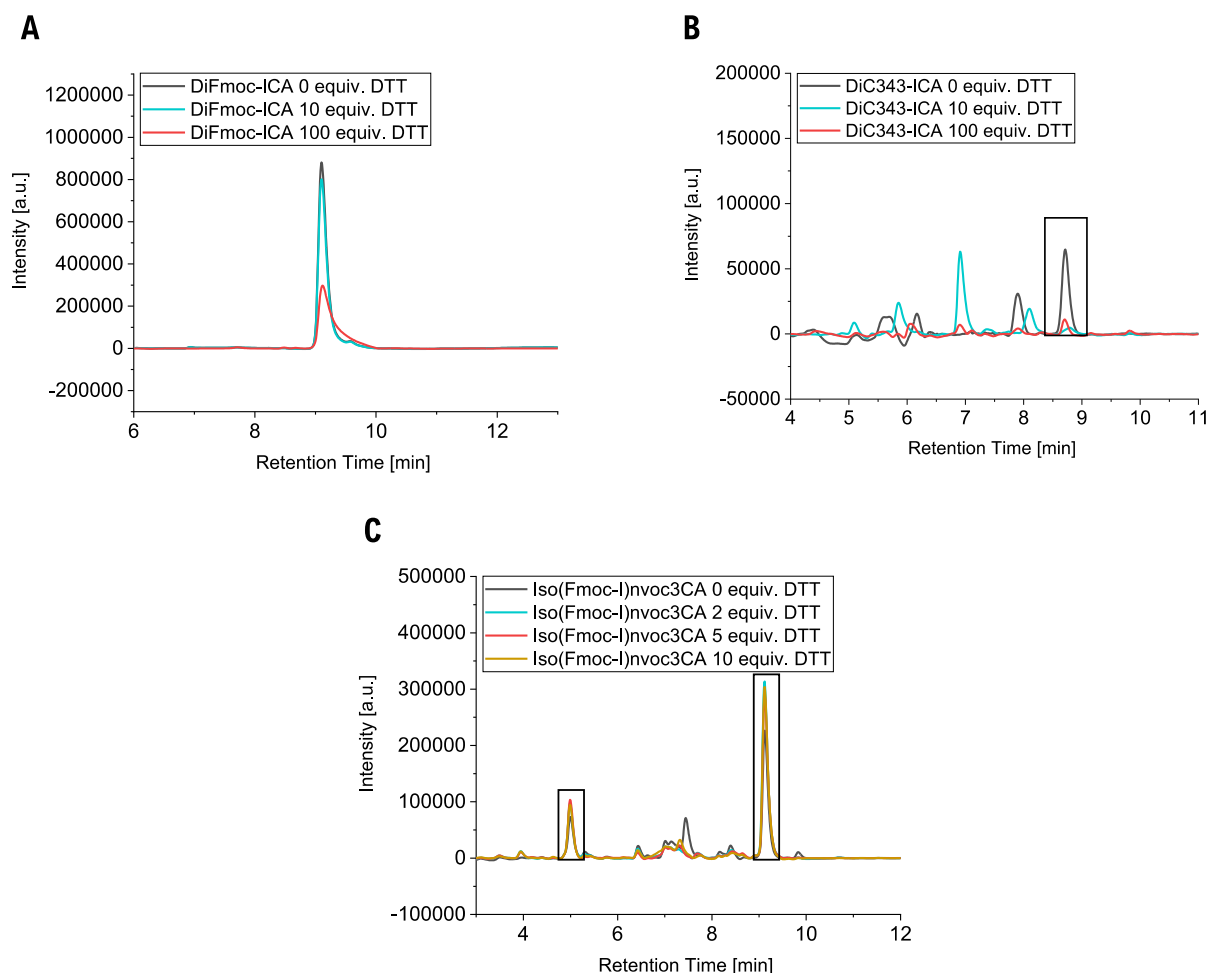 A
DiFmoc-ICA 0 equiv. DTT
DiFmoc-ICA 10 equiv. DTT
DiFmoc-ICA 100 equiv. DTT
1200000
1000000
800000
600000
400000
200000
0
-200000
Intensity [a.u.]
6
8
10
12
Retention Time [min]
B
DiC343-ICA 0 equiv. DTT
DiC343-ICA 10 equiv. DTT
DiC343-ICA 100 equiv. DTT
200000
150000
100000
50000
0
-50000
Intensity [a.u.]
4
5
6
7
8
9
10
11
Retention Time [min]
C
Iso(Fmoc-I)nvoc3CA 0 equiv. DTT
Iso(Fmoc-I)nvoc3CA 2 equiv. DTT
Iso(Fmoc-I)nvoc3CA 5 equiv. DTT
Iso(Fmoc-I)nvoc3CA 10 equiv. DTT
500000
400000
300000
200000
100000
0
-100000
Intensity [a.u.]
4
6
8
10
12
Retention Time [min]